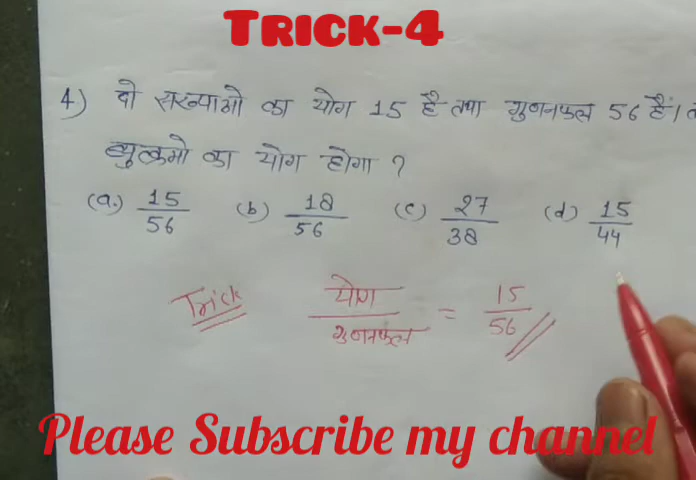 TRICK-4
4) दो संख्याओ का योग 15 है तथा गुणनफल 56 हैं।
व्युत्क्रमो का योग होगा ?
(a.) 15/56 (b) 18/56 (c) 27/38 (d) 15/44
Trick योग/गुणनफल = 15/56
Please Subscribe my channel